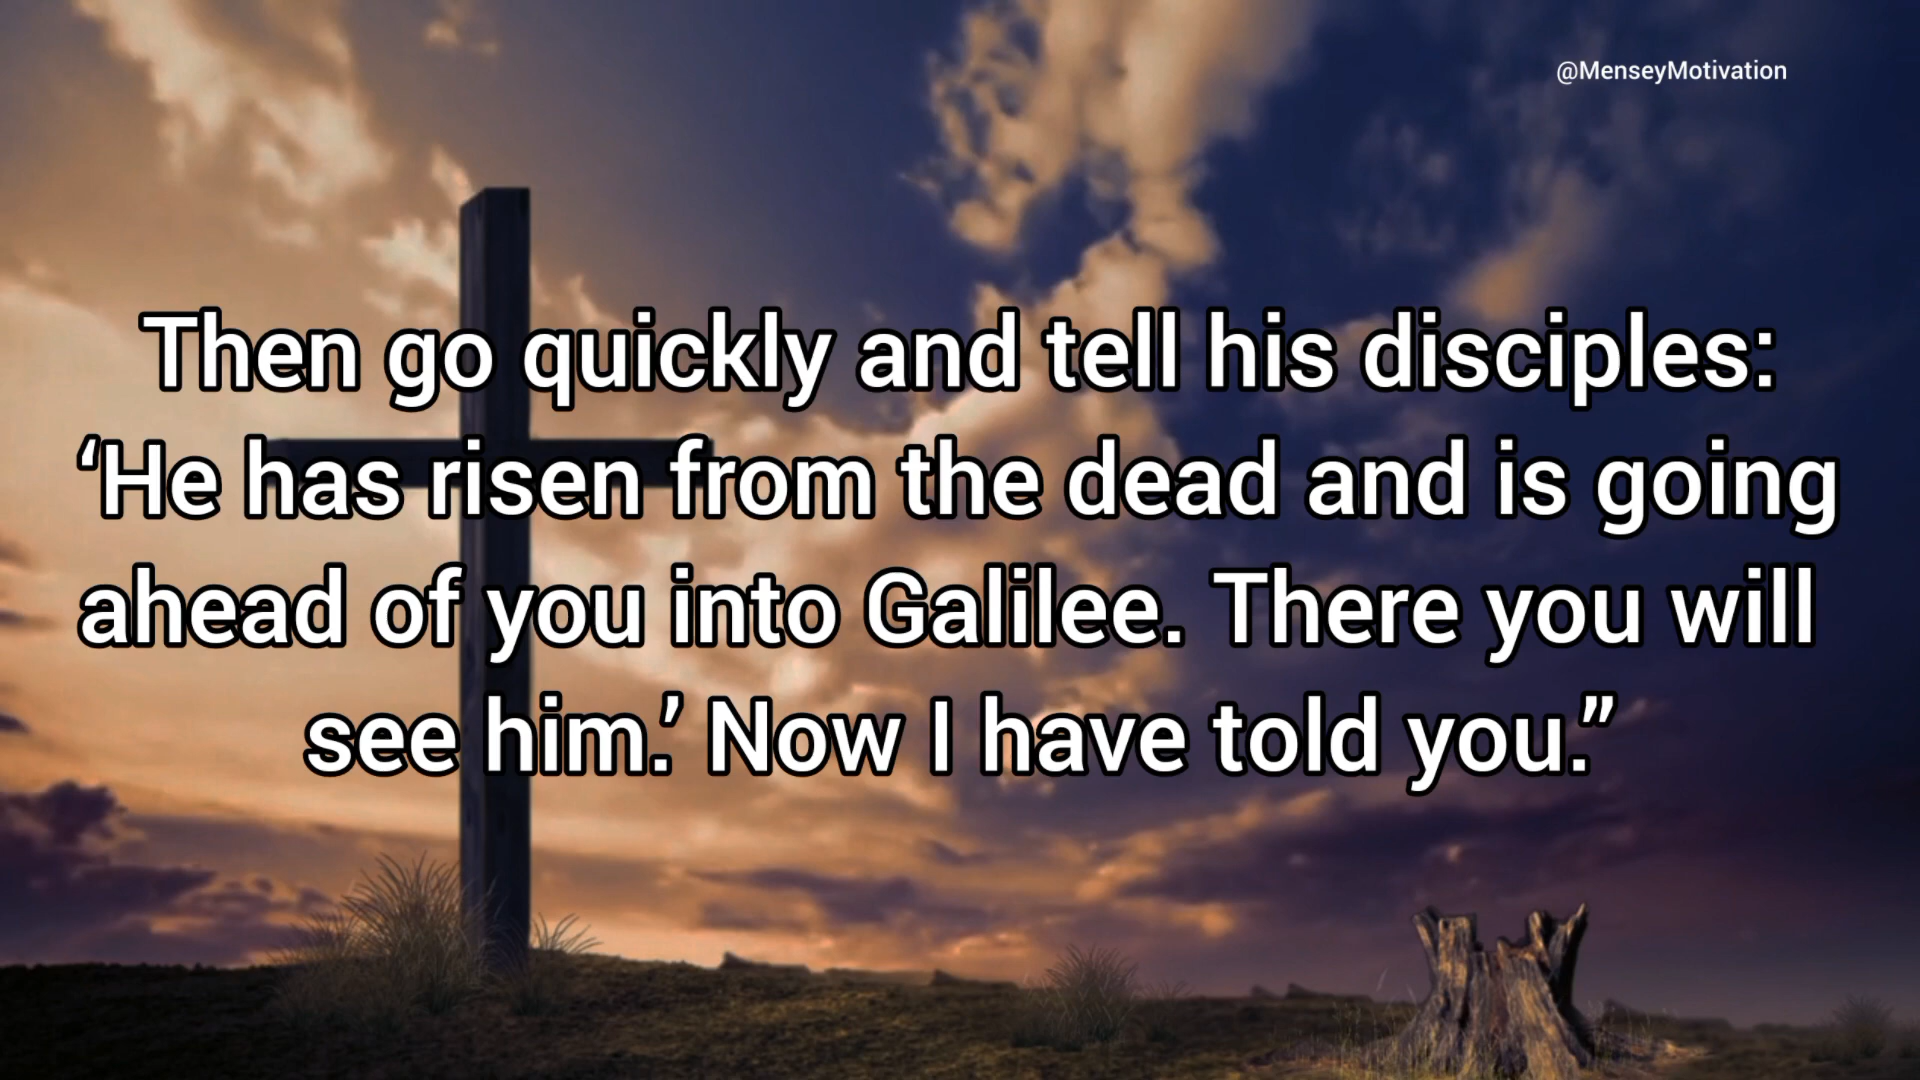 @MenseyMotivation
Then go quickly and tell his disciples:
‘He has risen from the dead and is going
ahead of you into Galilee. There you will
see him.’ Now I have told you.”